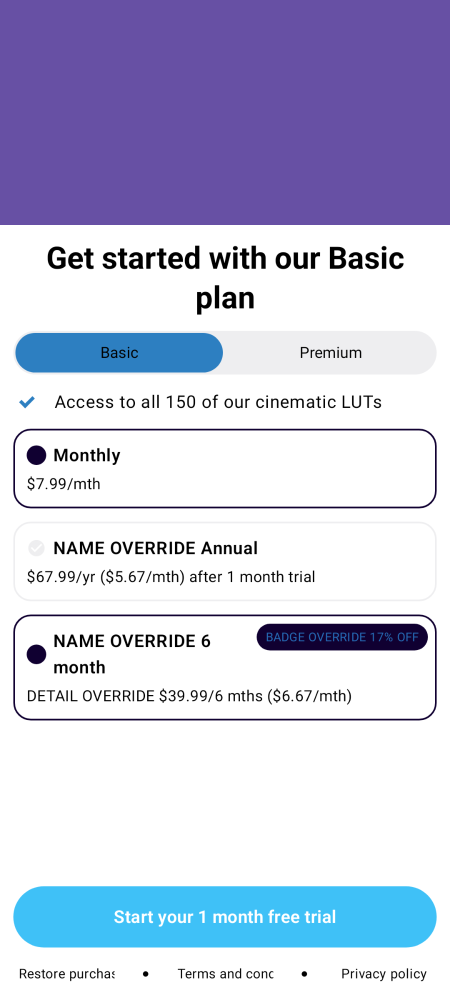 Get started with our Basic
plan
Basic
Premium
Access to all 150 of our cinematic LUTs
Monthly
$7.99/mth
NAME OVERRIDE Annual
$67.99/yr ($5.67/mth) after 1 month trial
NAME OVERRIDE 6
month
BADGE OVERRIDE 17% OFF
DETAIL OVERRIDE $39.99/6 mths ($6.67/mth)
Start your 1 month free trial
Restore purchas
Terms and conc
Privacy policy